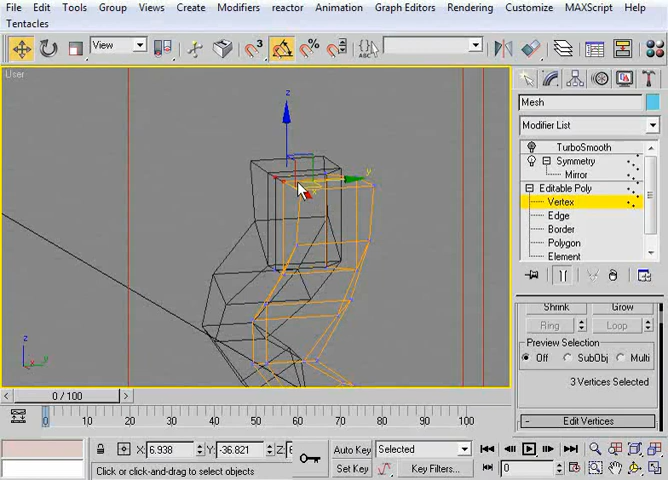 File Edit Tools Group Views Create Modifiers reactor Animation Graph Editors Rendering Customize MAXScript Help
Tentacles
View
3
%
ABC
User
z
y
x
z
y
x
Mesh
Modifier List
TurboSmooth
Symmetry
Mirror
Editable Poly
Vertex
Edge
Border
Polygon
Element
Shrink Grow
Ring Loop
Preview Selection
Off SubObj Multi
3 Vertices Selected
- Edit Vertices
< 0 / 100 >
0 10 20 30 40 50 60 70 80 90 100
X: 6.938 Y: -36.821 Z:
Click or click-and-drag to select objects
Auto Key Selected
Set Key Key Filters... 0